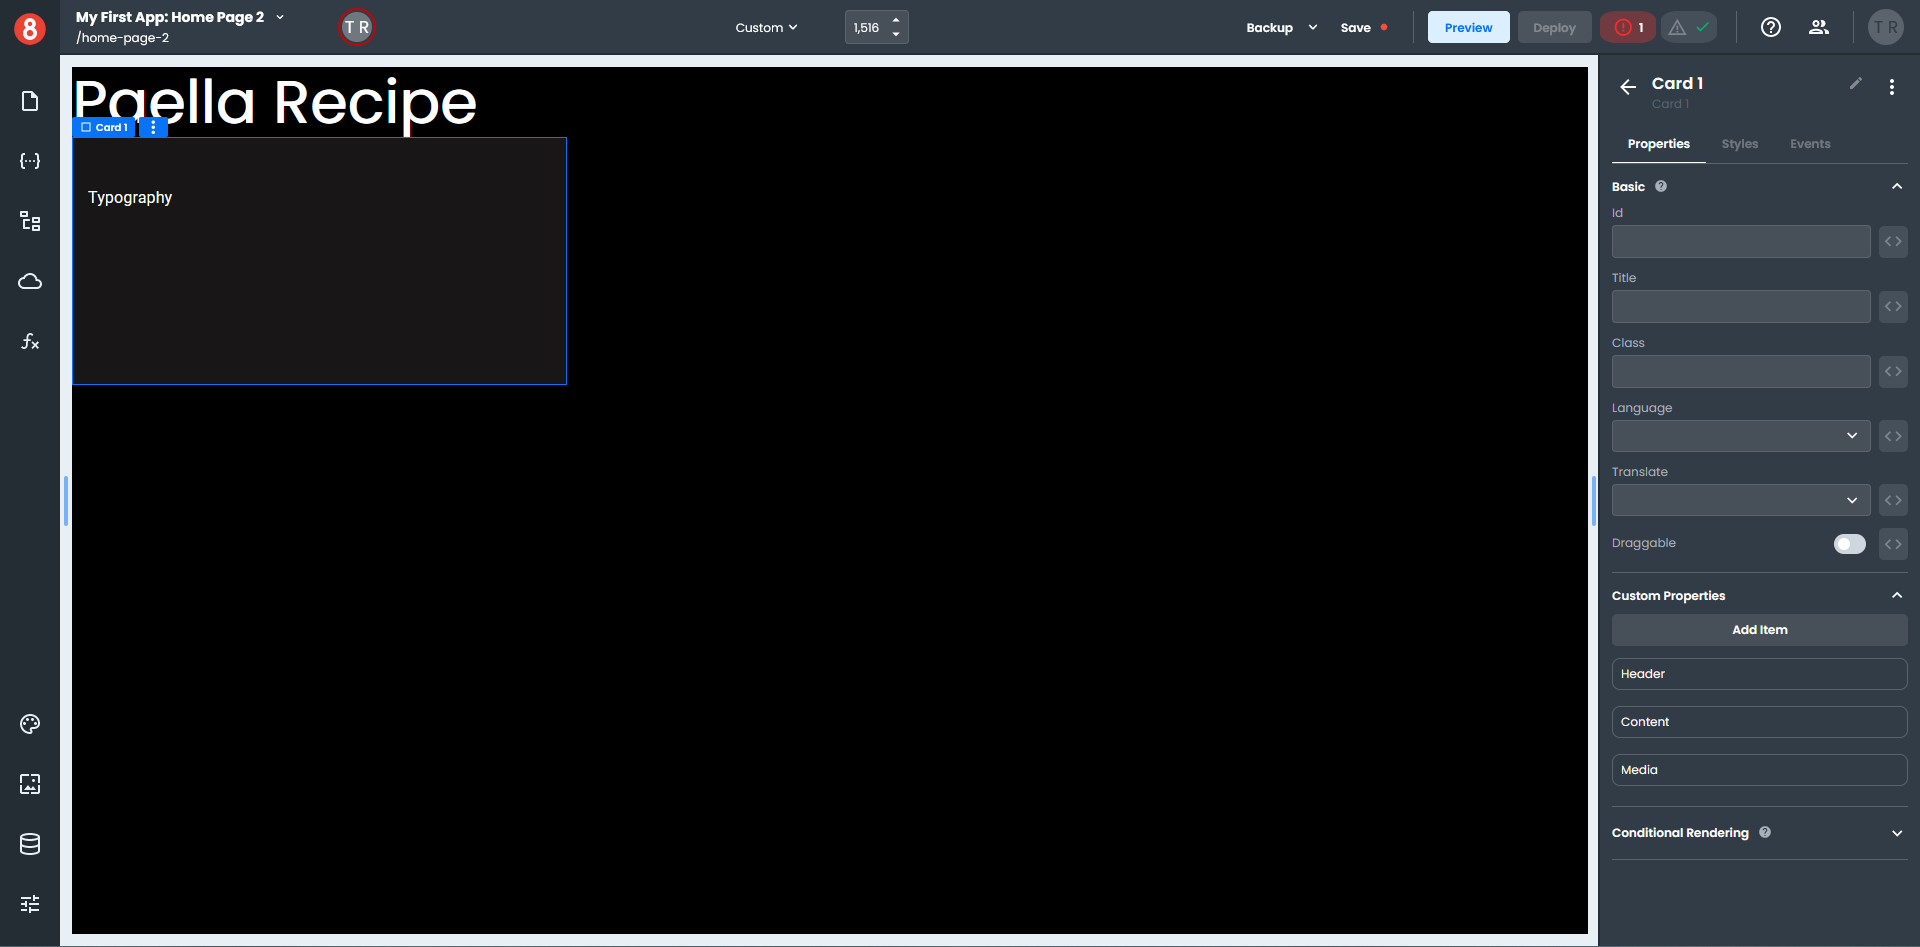 8
My First App: Home Page 2
/home-page-2
T R
Custom
1,516
Backup
Save
Preview
Deploy
1
T R
Paella Recipe
Card 1
Typography
Card 1
Card 1
Properties
Styles
Events
Basic
Id
Title
Class
Language
Translate
Draggable
Custom Properties
Add Item
Header
Content
Media
Conditional Rendering